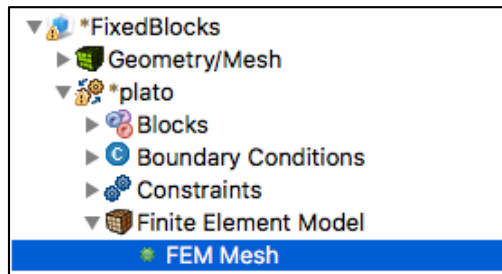 *FixedBlocks
Geometry/Mesh
*plato
Blocks
C Boundary Conditions
Constraints
Finite Element Model
FEM Mesh